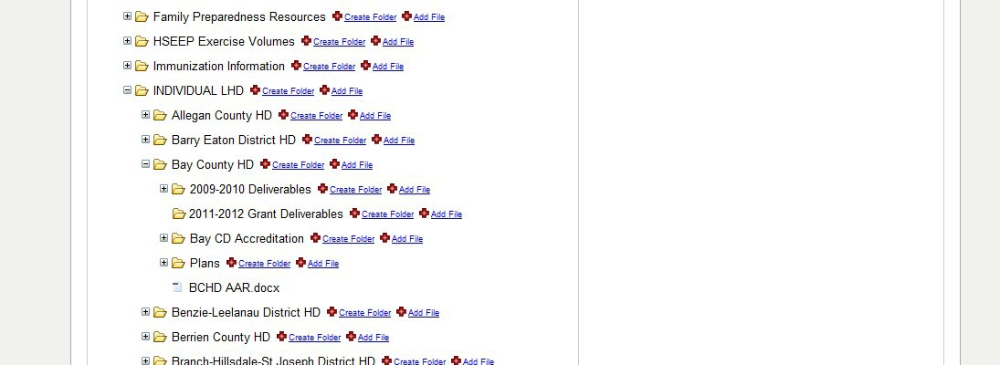 Family Preparedness Resources Create Folder Add File
HSEEP Exercise Volumes Create Folder Add File
Immunization Information Create Folder Add File
INDIVIDUAL LHD Create Folder Add File
Allegan County HD Create Folder Add File
Barry Eaton District HD Create Folder Add File
Bay County HD Create Folder Add File
2009-2010 Deliverables Create Folder Add File
2011-2012 Grant Deliverables Create Folder Add File
Bay CD Accreditation Create Folder Add File
Plans Create Folder Add File
BCHD AAR.docx
Benzie-Leelanau District HD Create Folder Add File
Berrien County HD Create Folder Add File
Branch-Hillsdale-St Joseph District HD Create Folder Add File